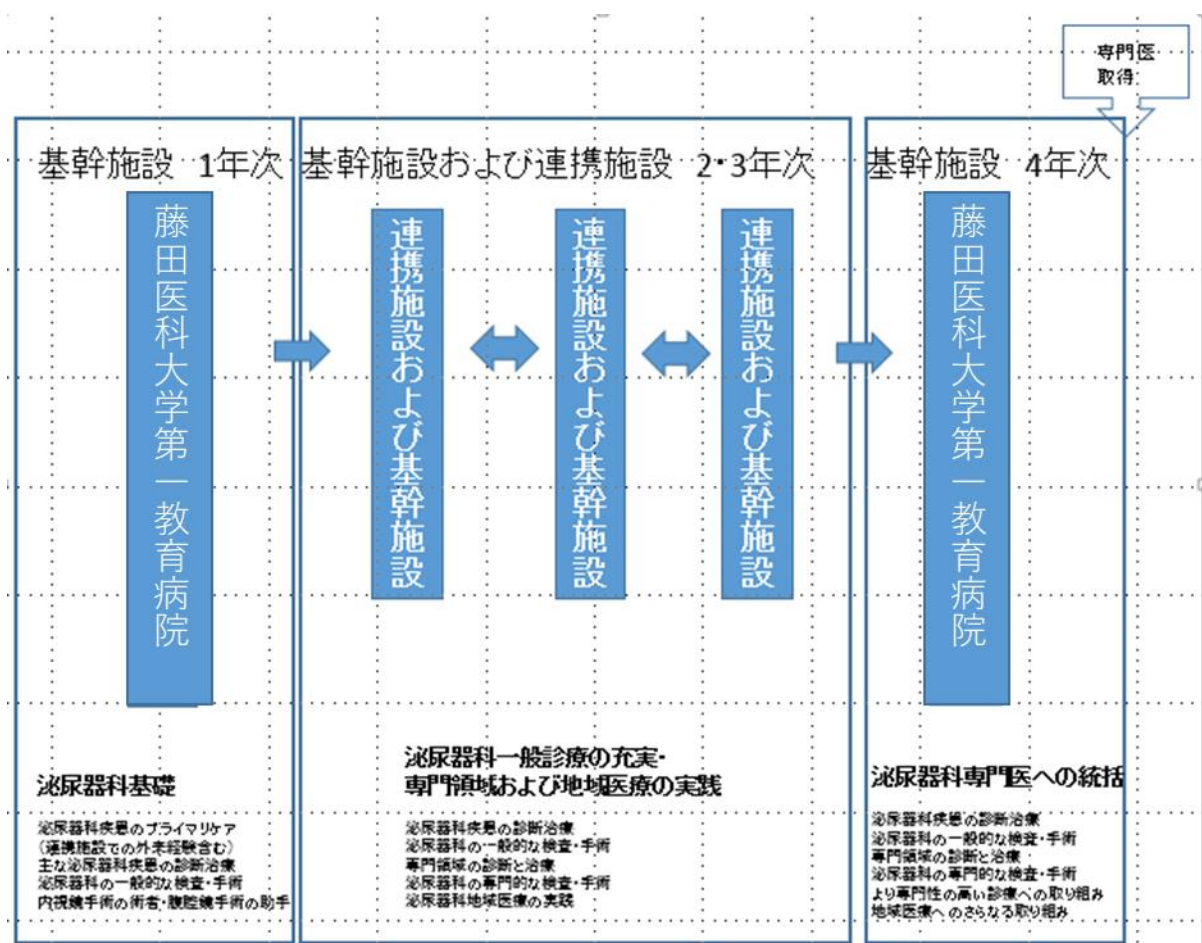 専門医
取得
基幹施設 1年次
藤田医科大学第一教育病院
泌尿器科基礎
泌尿器科疾患のプライマリケア
(連携施設での外来経験含む)
主な泌尿器科疾患の診断治療
泌尿器科の一般的な検査・手術
内視鏡手術の術者・腹腔鏡手術の助手
基幹施設および連携施設 2・3年次
連携施設および基幹施設
連携施設および基幹施設
連携施設および基幹施設
泌尿器科一般診療の充実・
専門領域および地域医療の実践
泌尿器科疾患の診断治療
泌尿器科の一般的な検査・手術
専門領域の診断と治療
泌尿器科の専門的な検査・手術
泌尿器科地域医療の実践
基幹施設 4年次
藤田医科大学第一教育病院
泌尿器科専門医への統括
泌尿器科疾患の診断治療
泌尿器科の一般的な検査・手術
専門領域の診断と治療
泌尿器科の専門的な検査・手術
より専門性の高い診療への取り組み
地域医療へのさらなる取り組み